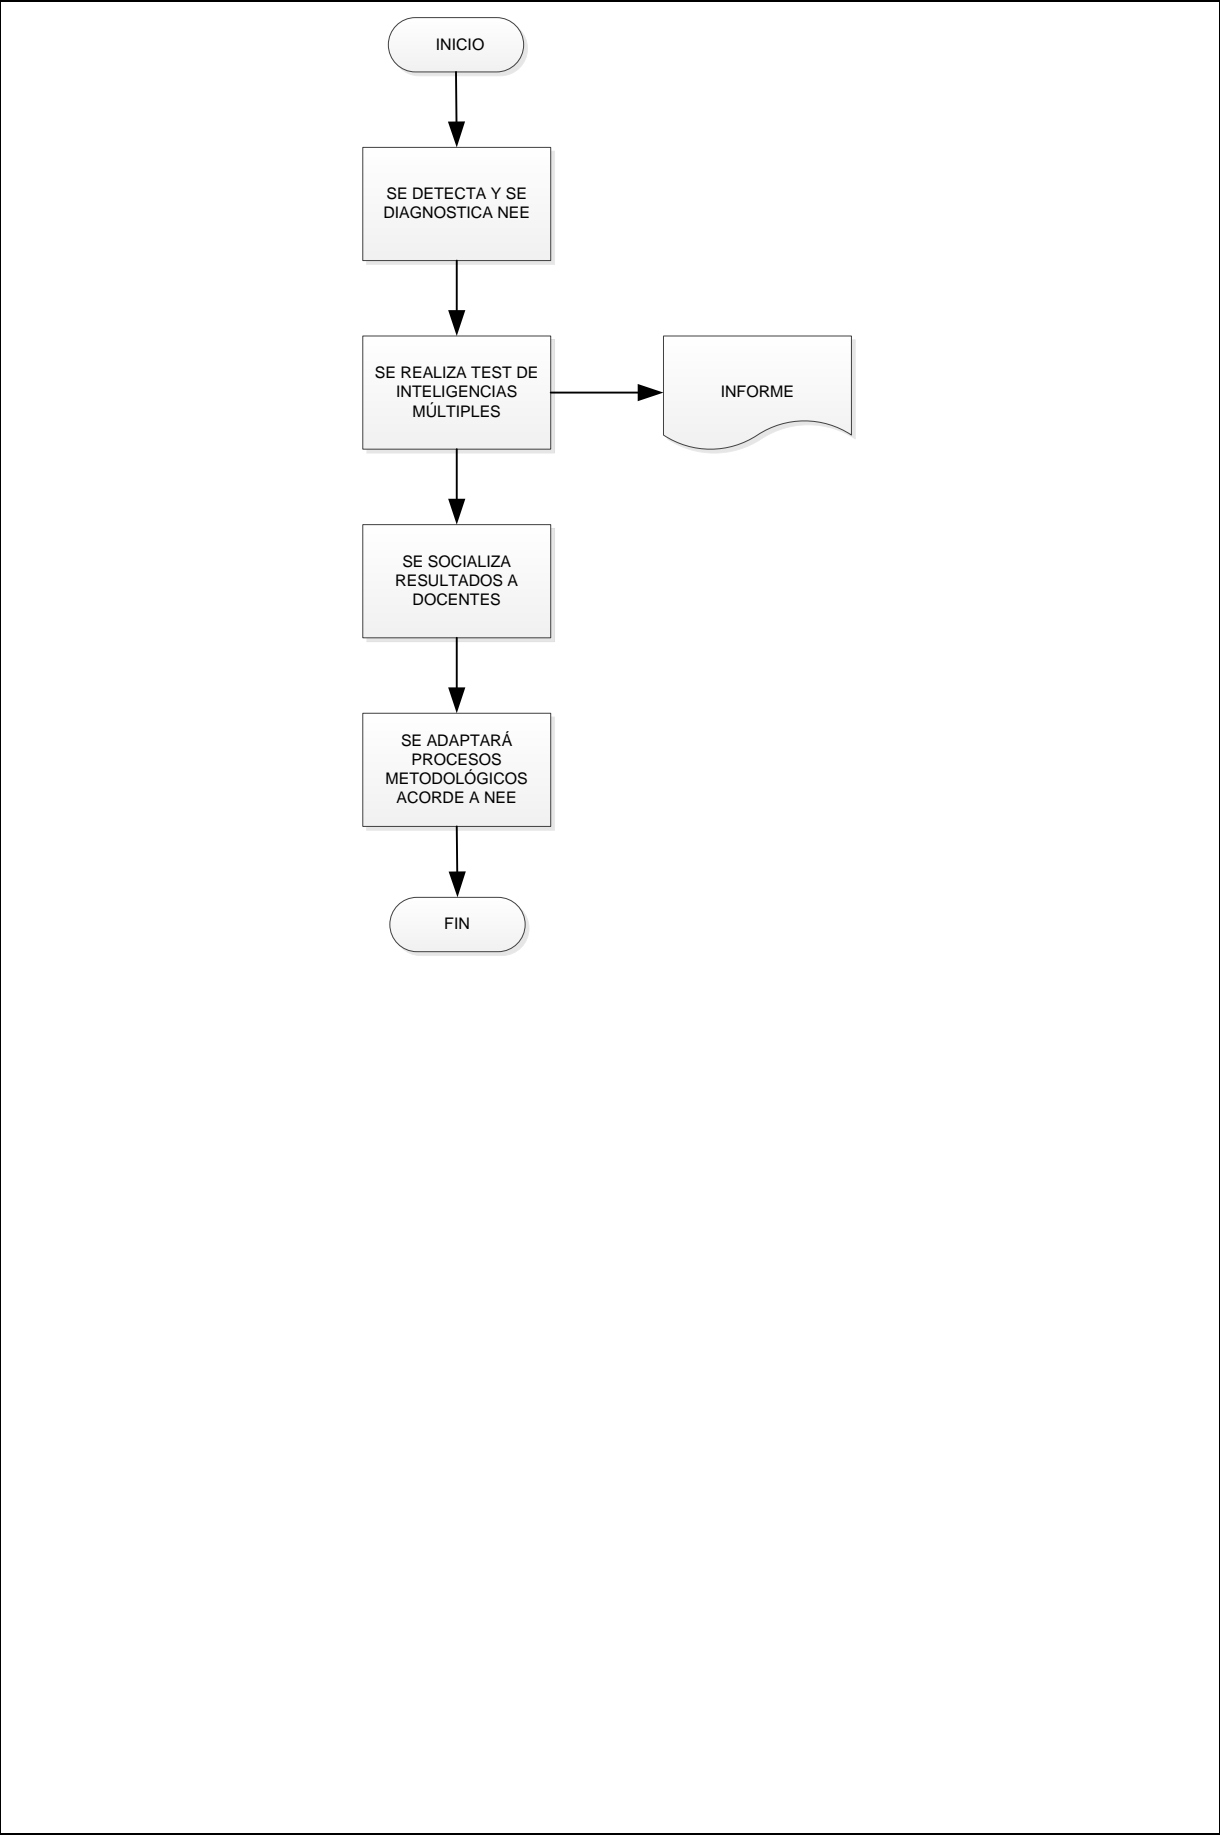 INICIO
SE DETECTA Y SE
DIAGNOSTICA NEE
SE REALIZA TEST DE
INTELIGENCIAS
MÚLTIPLES
INFORME
SE SOCIALIZA
RESULTADOS A
DOCENTES
SE ADAPTARÁ
PROCESOS
METODOLÓGICOS
ACORDE A NEE
FIN